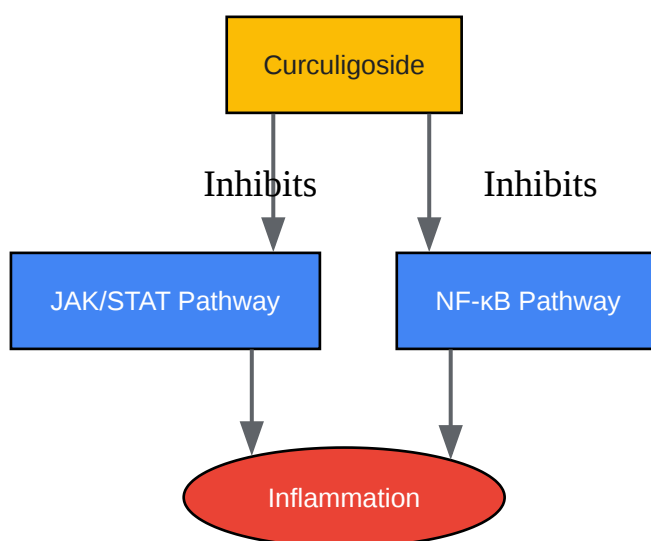 Curculigoside
Inhibits
Inhibits
JAK/STAT Pathway
NF-κB Pathway
Inflammation